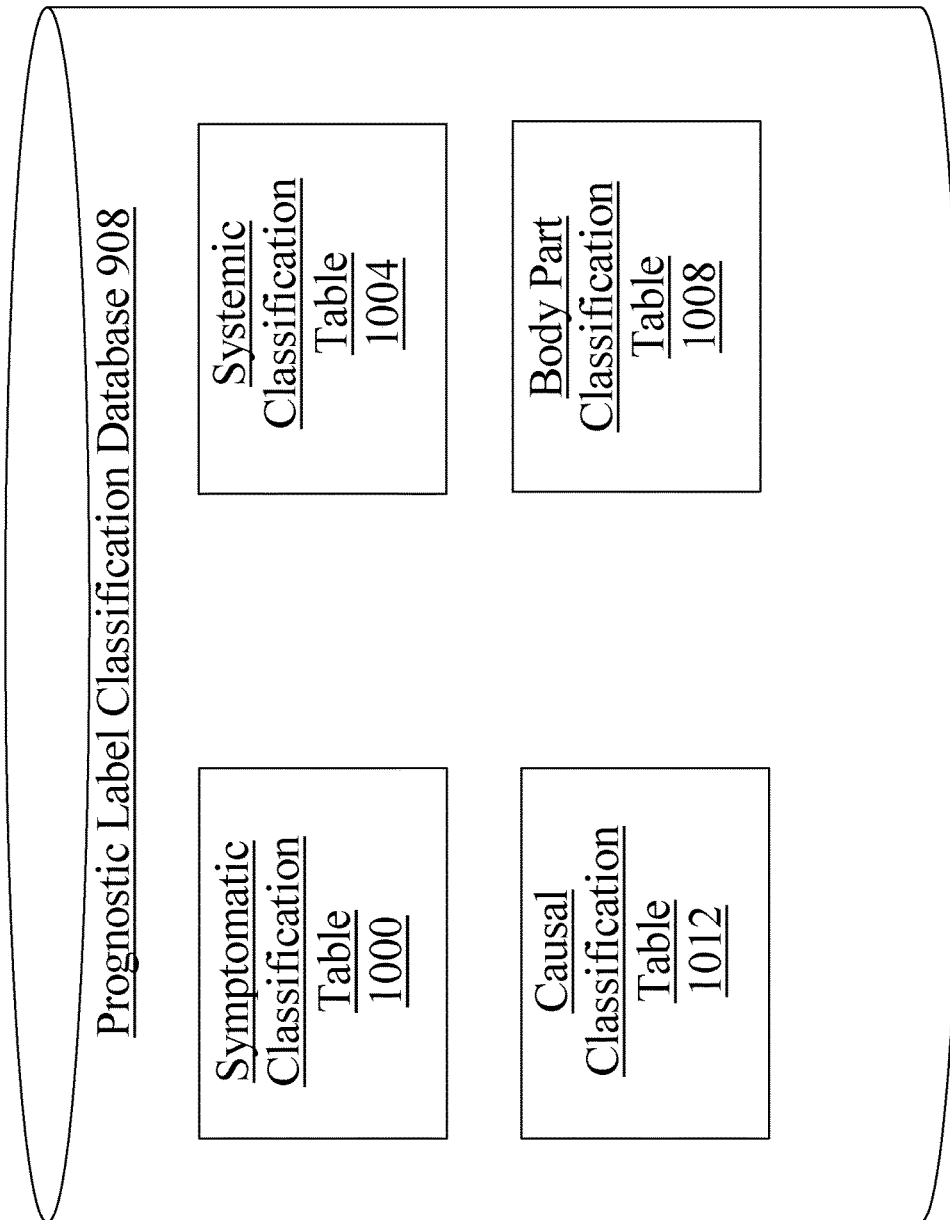 Prognostic Label Classification Database 908
Symptomatic
Classification
Table
1000
Systemic
Classification
Table
1004
Causal
Classification
Table
1012
Body Part
Classification
Table
1008